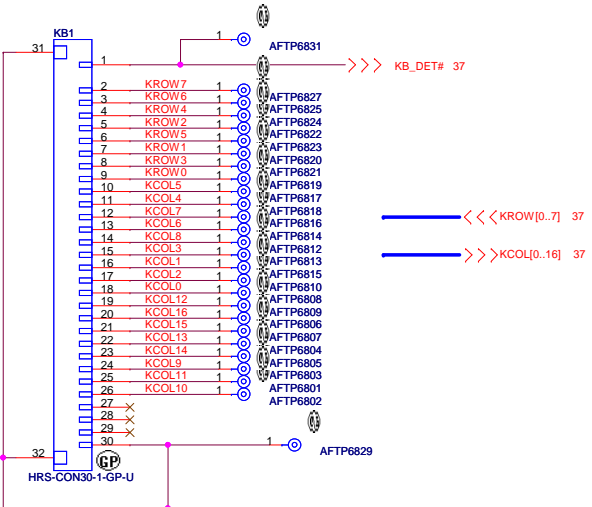 KB1
31
1 AFTP6831
1 KB_DET# 37
2 KROW7 1 AFTP6827
3 KROW6 1 AFTP6825
4 KROW4 1 AFTP6824
5 KROW2 1 AFTP6822
6 KROW5 1 AFTP6823
7 KROW1 1 AFTP6820
8 KROW3 1 AFTP6821
9 KROW0 1 AFTP6819
10 KCOL5 1 AFTP6817
11 KCOL4 1 AFTP6818
12 KCOL7 1 AFTP6816 KROW[0..7] 37
13 KCOL6 1 AFTP6814
14 KCOL8 1 AFTP6812
15 KCOL3 1 AFTP6813 KCOL[0..16] 37
16 KCOL1 1 AFTP6815
17 KCOL2 1 AFTP6810
18 KCOL0 1 AFTP6808
19 KCOL12 1 AFTP6809
20 KCOL16 1 AFTP6806
21 KCOL15 1 AFTP6807
22 KCOL13 1 AFTP6804
23 KCOL14 1 AFTP6805
24 KCOL9 1 AFTP6803
25 KCOL11 1 AFTP6801
26 KCOL10 1 AFTP6802
27
28
29
30 1 AFTP6829
32
GP
HRS-CON30-1-GP-U